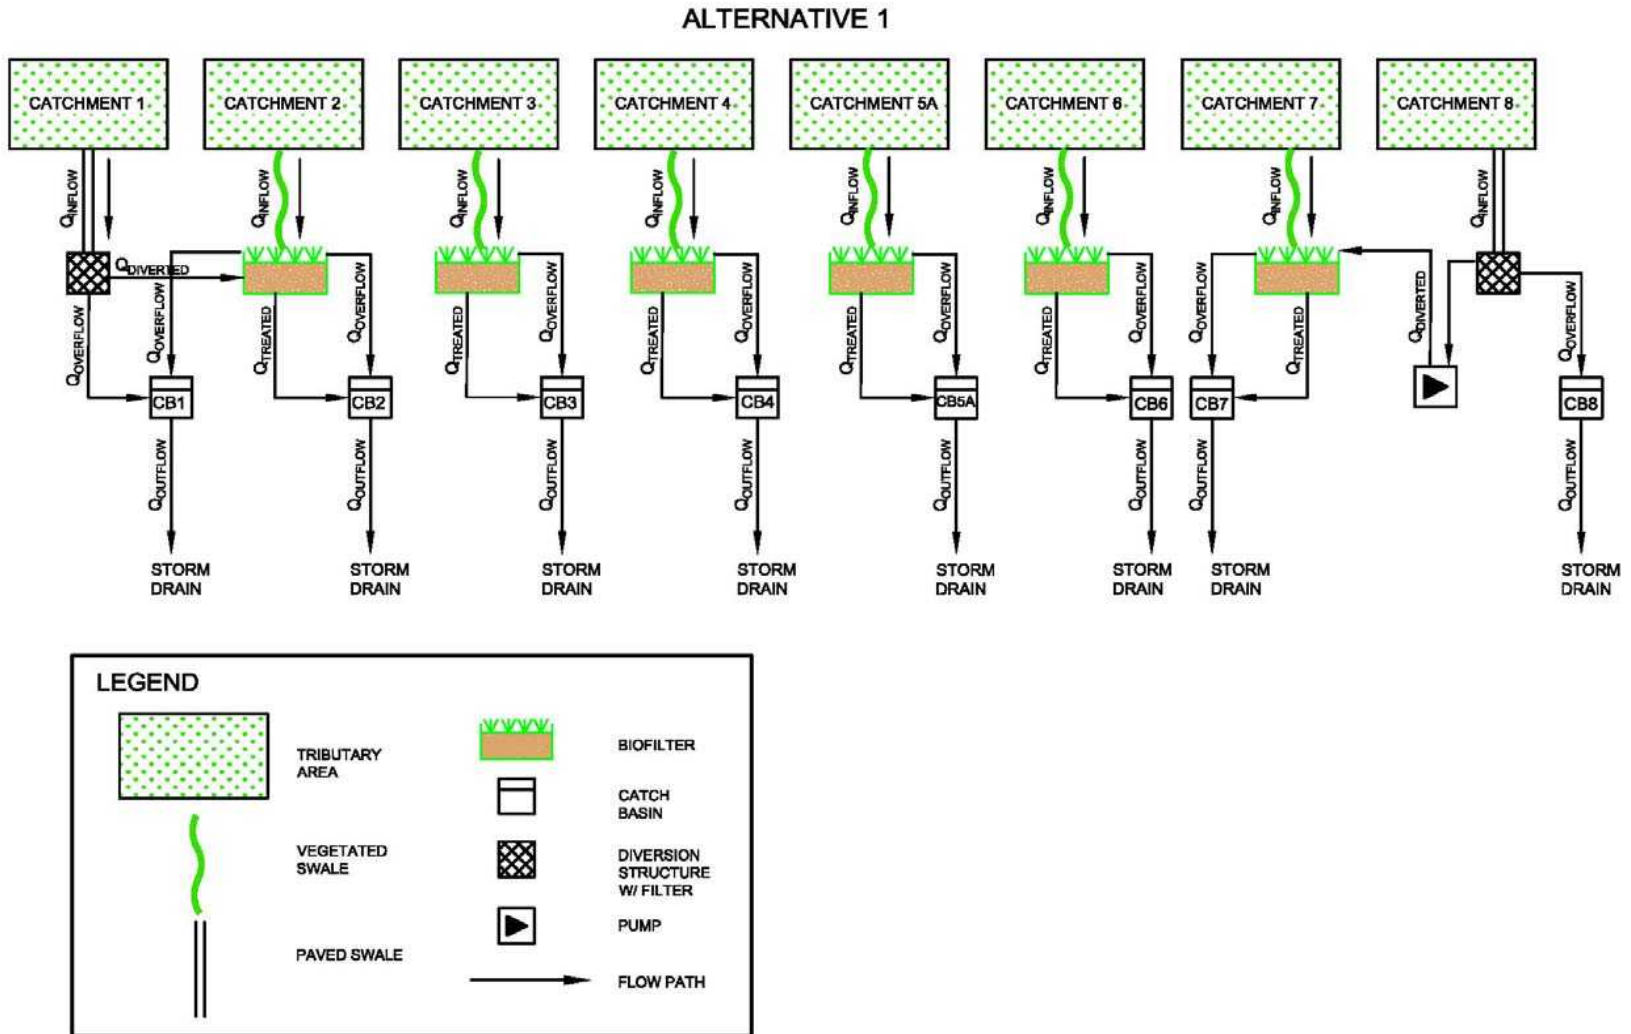 ALTERNATIVE 1
CATCHMENT 1
CATCHMENT 2
CATCHMENT 3
CATCHMENT 4
CATCHMENT 5A
CATCHMENT 6
CATCHMENT 7
CATCHMENT 8
QINFLOW
QINFLOW
QINFLOW
QINFLOW
QINFLOW
QINFLOW
QINFLOW
QINFLOW
QDIVERTED
QOVERFLOW
QOVERFLOW
QTREATED
QOVERFLOW
QTREATED
QOVERFLOW
QTREATED
QOVERFLOW
QTREATED
QOVERFLOW
QTREATED
QOVERFLOW
QOVERFLOW
QTREATED
QDIVERTED
QOVERFLOW
CB1
CB2
CB3
CB4
CB5A
CB6
CB7
CB8
QOUTFLOW
QOUTFLOW
QOUTFLOW
QOUTFLOW
QOUTFLOW
QOUTFLOW
QOUTFLOW
QOUTFLOW
STORM
DRAIN
STORM
DRAIN
STORM
DRAIN
STORM
DRAIN
STORM
DRAIN
STORM
DRAIN
STORM
DRAIN
STORM
DRAIN
LEGEND
TRIBUTARY
AREA
VEGETATED
SWALE
PAVED SWALE
BIOFILTER
CATCH
BASIN
DIVERSION
STRUCTURE
W/ FILTER
PUMP
FLOW PATH